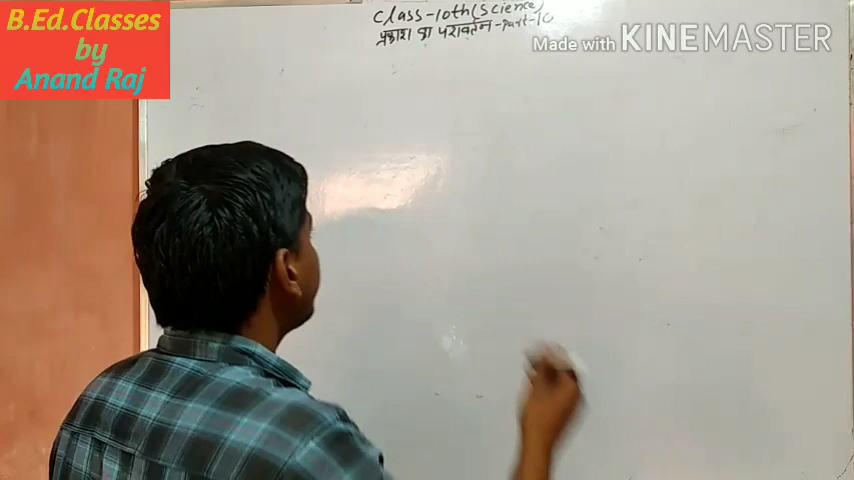 B.Ed.Classes
by
Anand Raj
Class-10th(Science)
प्रकाश का परावर्तन-Part-10
Made with KINEMASTER